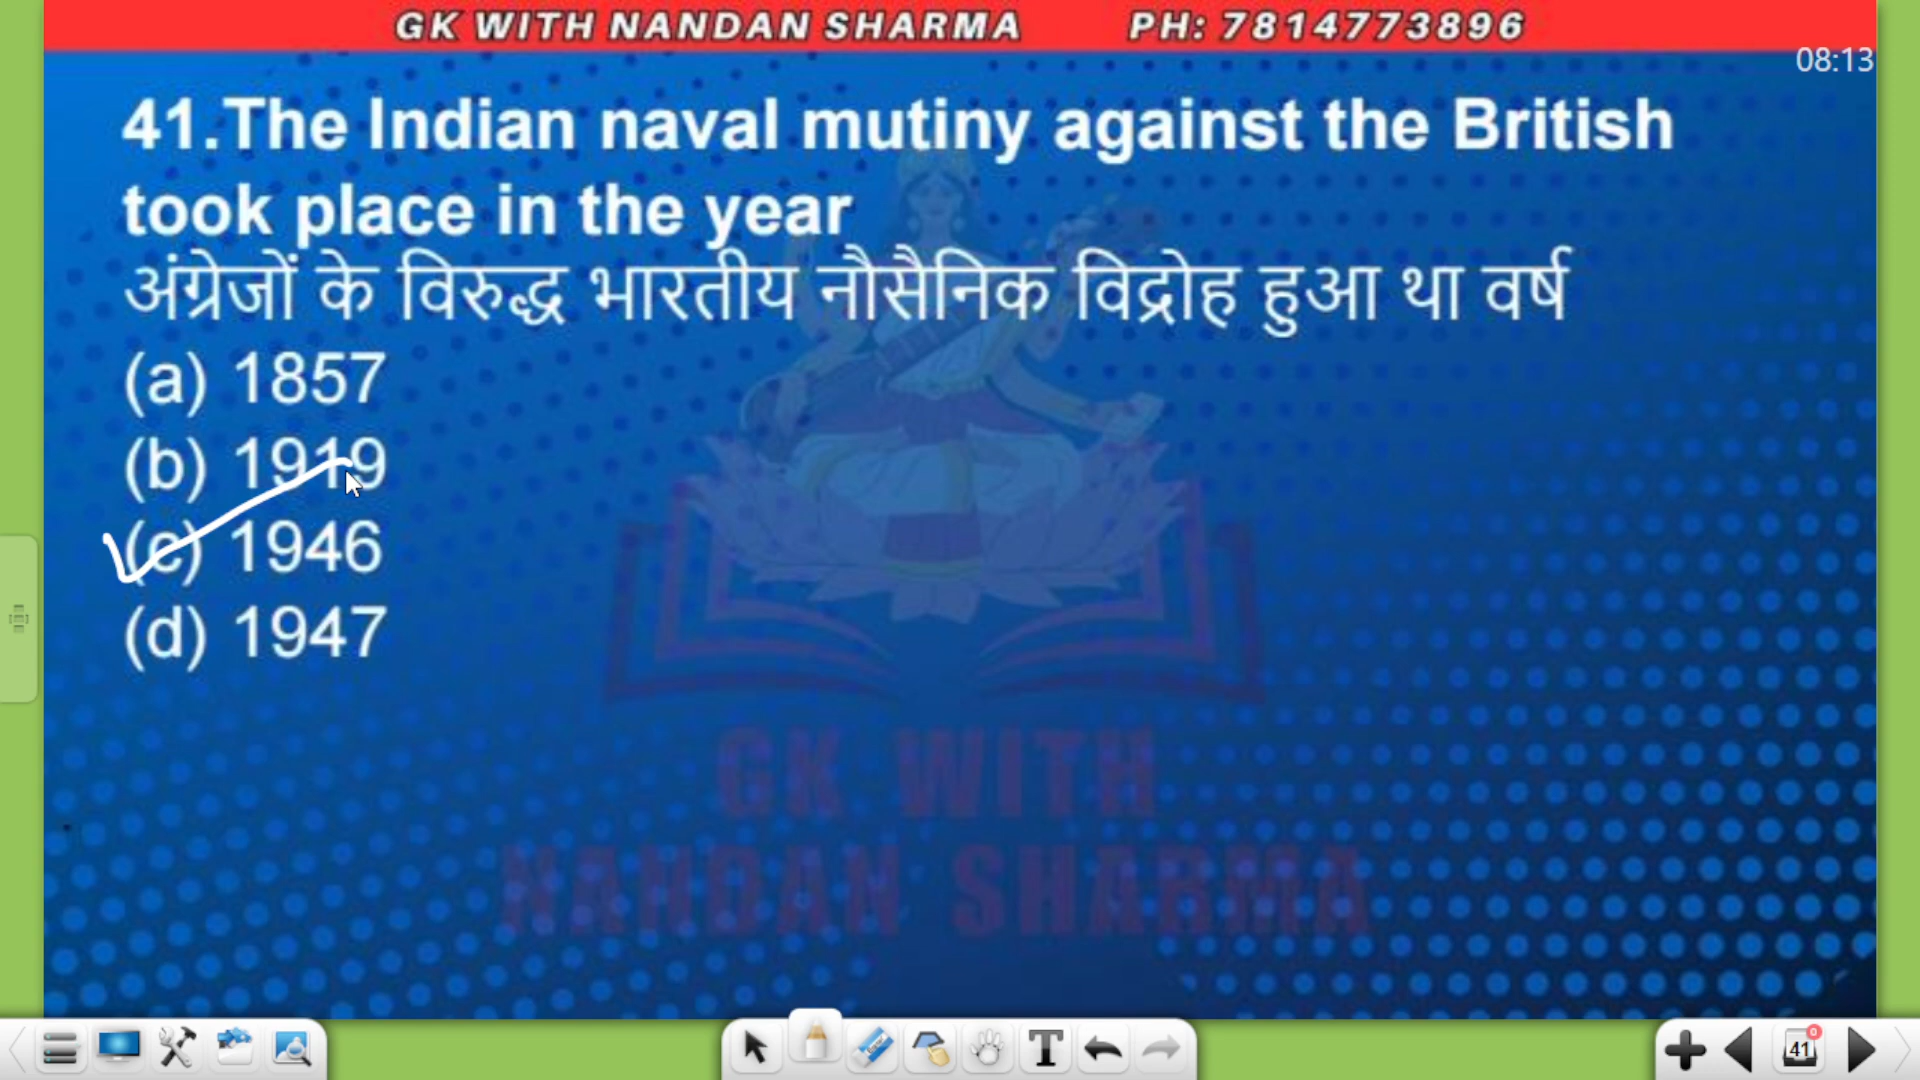 GK WITH NANDAN SHARMA PH: 7814773896
08:13
41.The Indian naval mutiny against the British
took place in the year
अंग्रेजों के विरुद्ध भारतीय नौसैनिक विद्रोह हुआ था वर्ष
(a) 1857
(b) 1919
(c) 1946
(d) 1947
GK WITH
NANDAN SHARMA
T
0
41